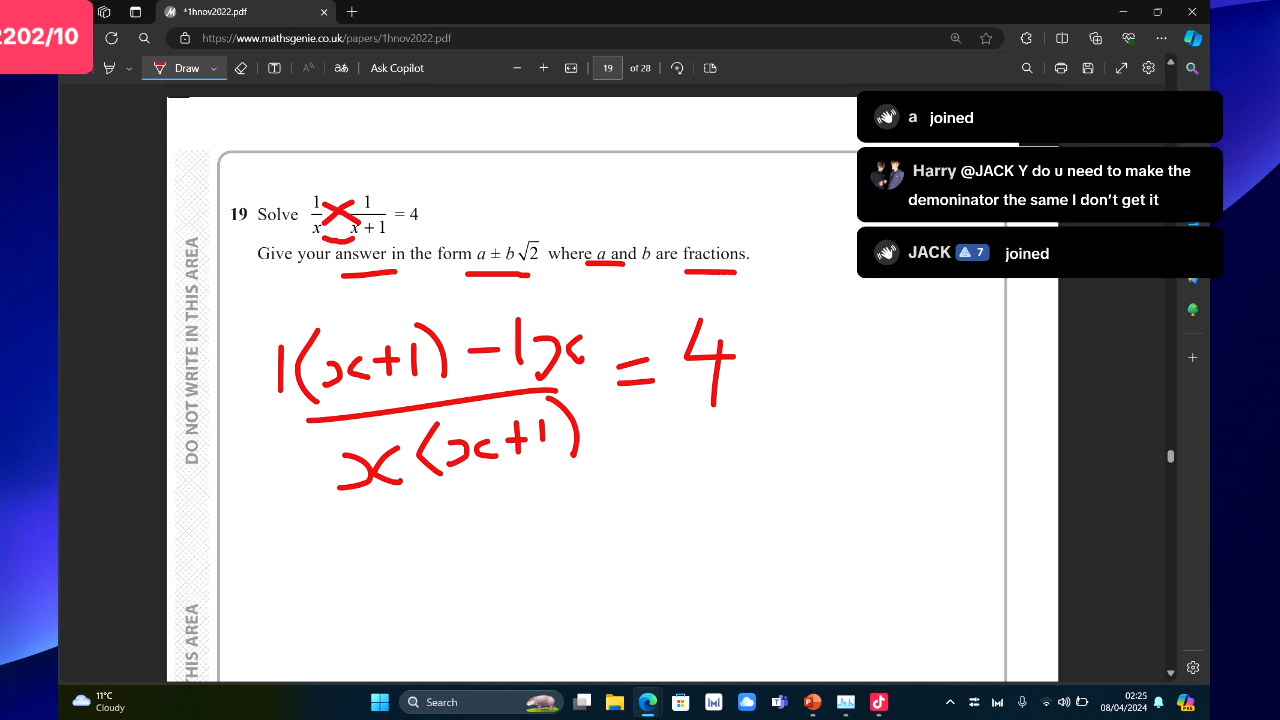 2202/10
*1hnov2022.pdf
https://www.mathsgenie.co.uk/papers/1hnov2022.pdf
Draw
Ask Copilot
19 of 28
a joined
Harry @JACK Y do u need to make the
demoninator the same I don't get it
JACK 7 joined
DO NOT WRITE IN THIS AREA
19 Solve 1/x 1/x + 1 = 4
Give your answer in the form a ± b√2 where a and b are fractions.
1(x+1) – 1x = 4
x(x+1)
THIS AREA
11°C
Cloudy
Search
02:25
08/04/2024